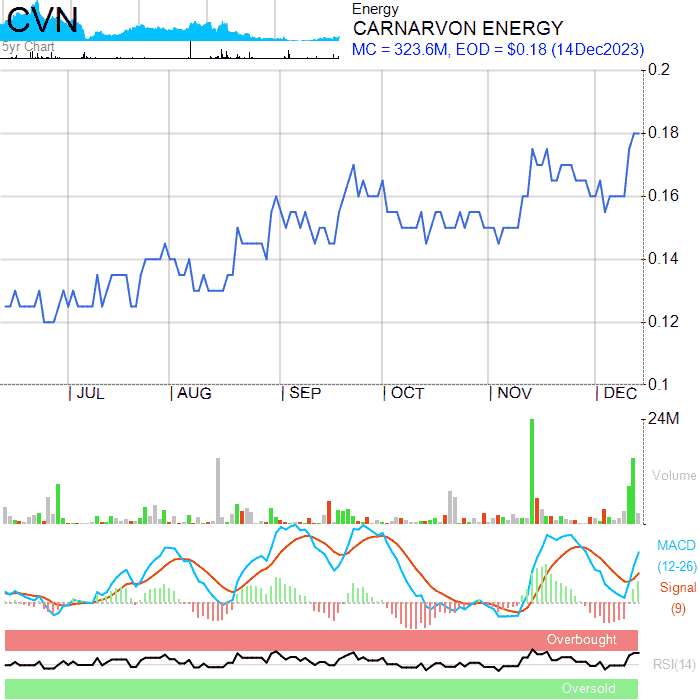 CVN
5yr Chart
Energy
CARNARVON ENERGY
MC = 323.6M, EOD = $0.18 (14Dec2023)
0.2
0.18
0.16
0.14
0.12
0.1
JUL AUG SEP OCT NOV DEC
24M
Volume
MACD
(12-26)
Signal
(9)
Overbought
RSI(14)
Oversold